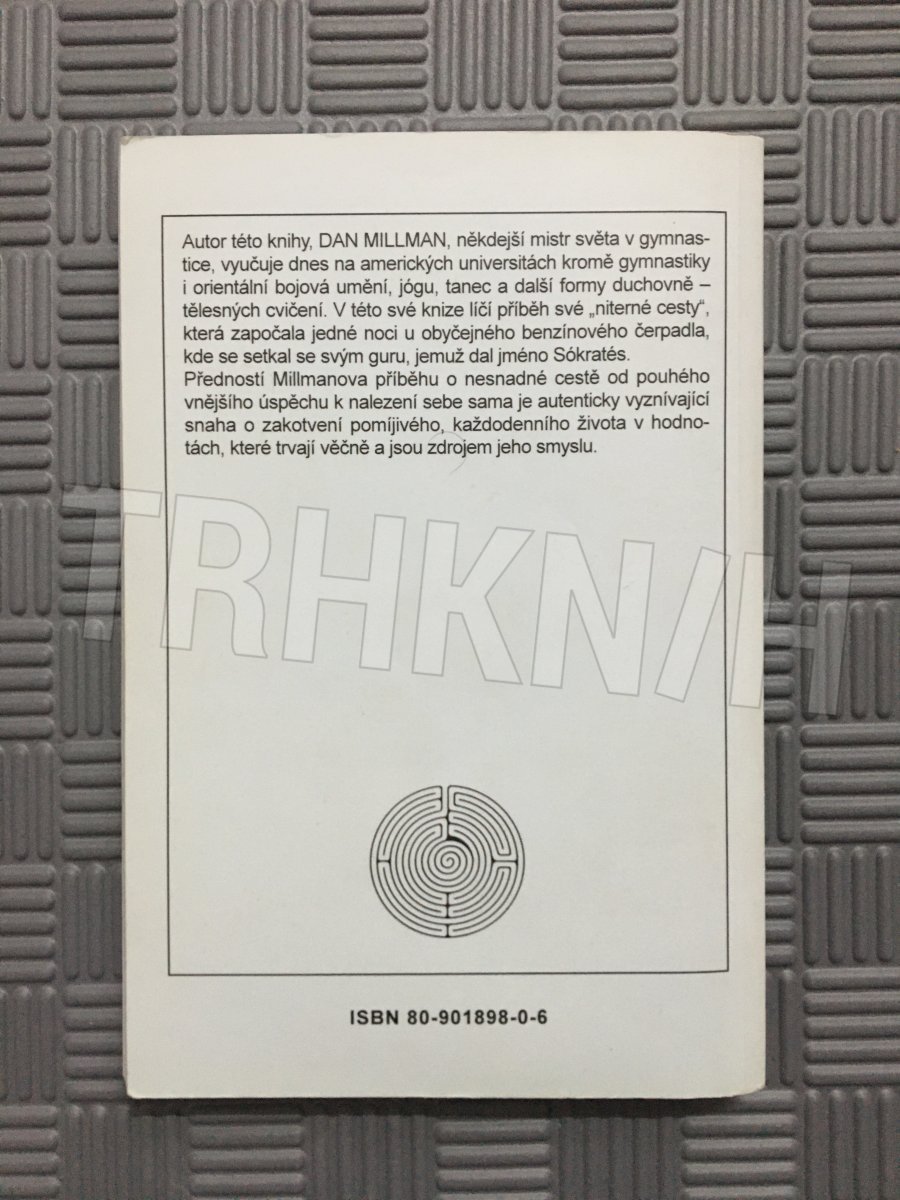 Autor této knihy, DAN MILLMAN, někdejší mistr světa v gymnas-
tice, vyučuje dnes na amerických universitách kromě gymnastiky
i orientální bojová umění, jógu, tanec a další formy duchovně –
tělesných cvičení. V této své knize líčí příběh své „niterné cesty“,
která započala jedné noci u obyčejného benzínového čerpadla,
kde se setkal se svým guru, jemuž dal jméno Sókratés.
Předností Millmanova příběhu o nesnadné cestě od pouhého
vnějšího úspěchu k nalezení sebe sama je autenticky vyznívající
snaha o zakotvení pomíjivého, každodenního života v hodno-
tách, které trvají věčně a jsou zdrojem jeho smyslu.
TRHKNIH
ISBN 80-901898-0-6